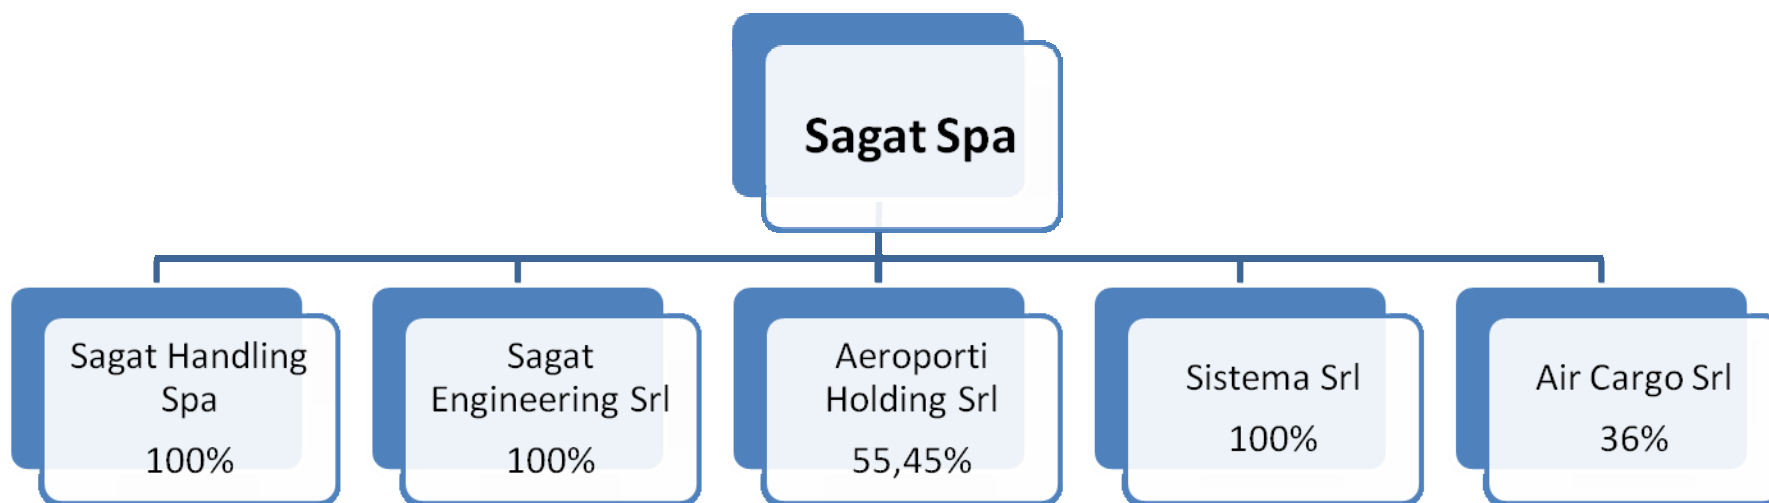 Sagat Spa
Sagat Handling
Spa
100%
Sagat
Engineering Srl
100%
Aeroporti
Holding Srl
55,45%
Sistema Srl
100%
Air Cargo Srl
36%